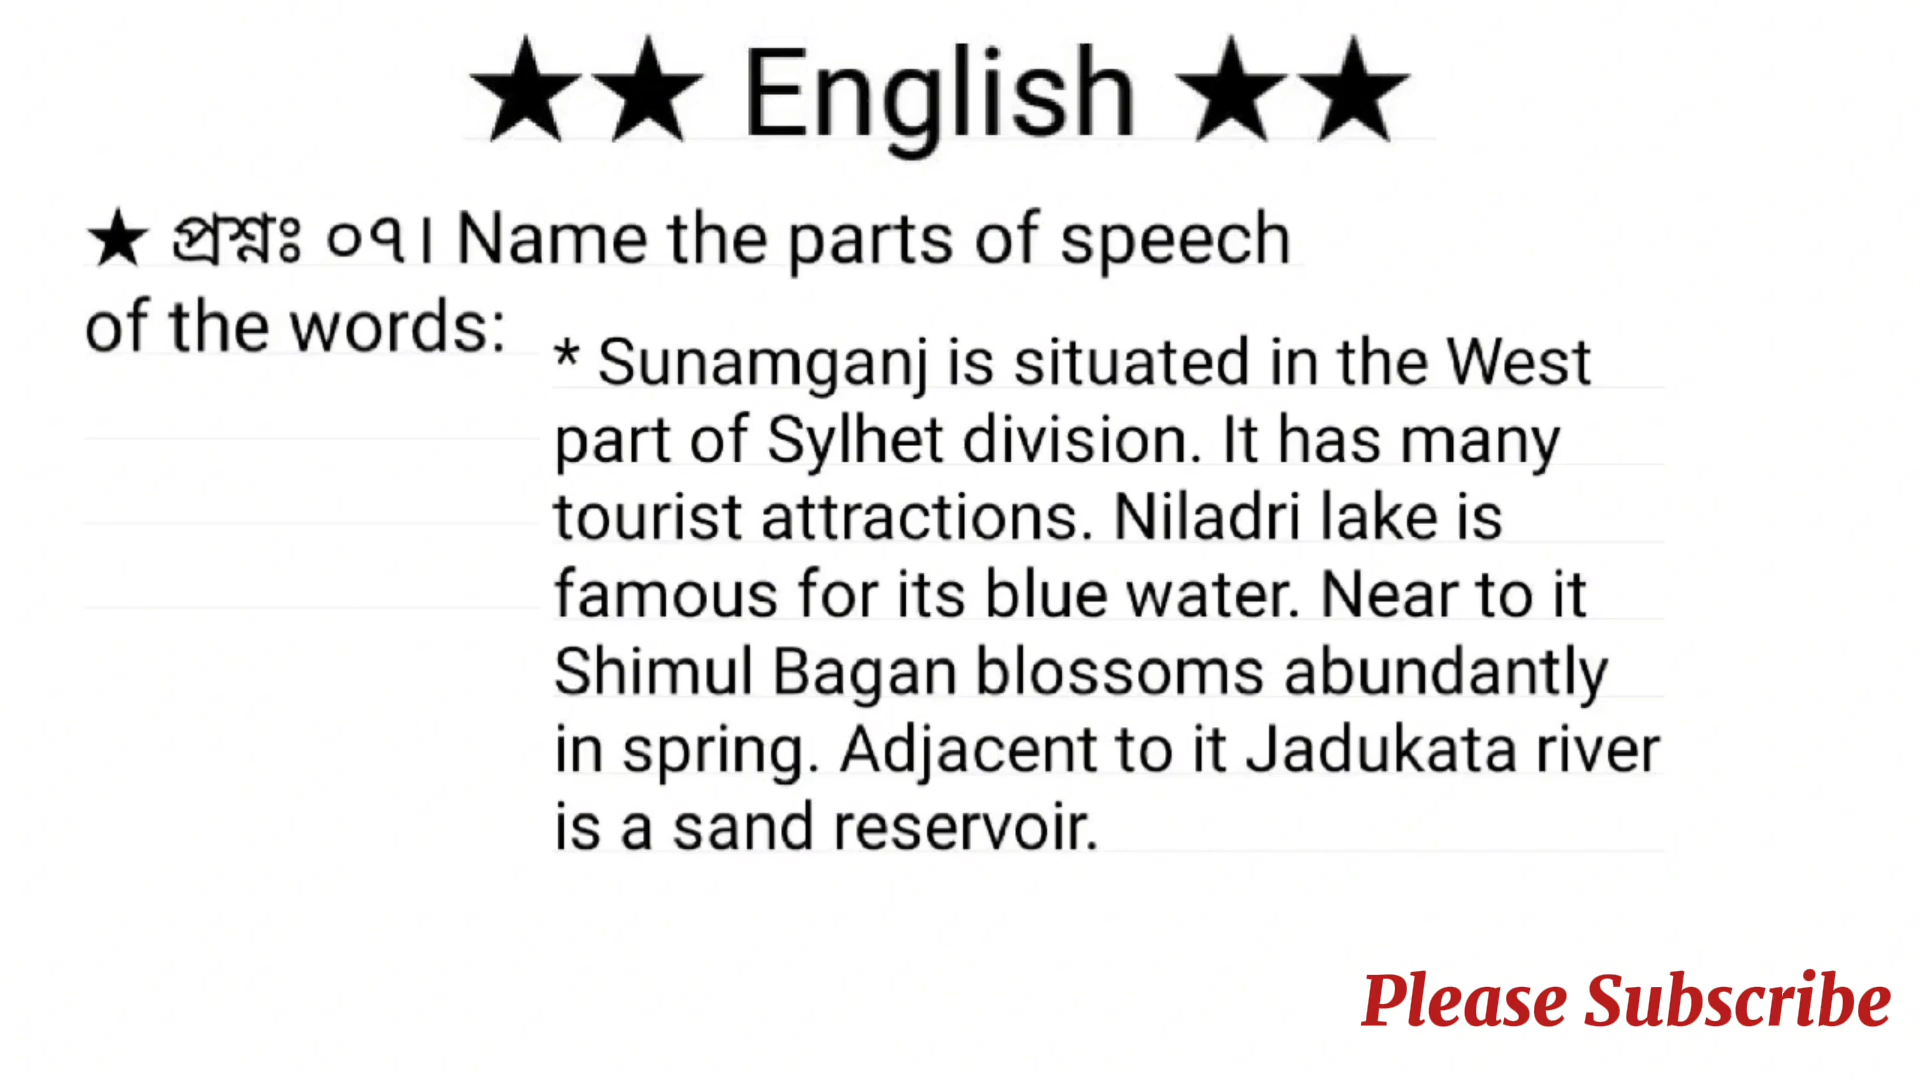 ★★ English ★★
★ প্রশ্নঃ ০৭। Name the parts of speech
of the words:
* Sunamganj is situated in the West
part of Sylhet division. It has many
tourist attractions. Niladri lake is
famous for its blue water. Near to it
Shimul Bagan blossoms abundantly
in spring. Adjacent to it Jadukata river
is a sand reservoir.
Please Subscribe